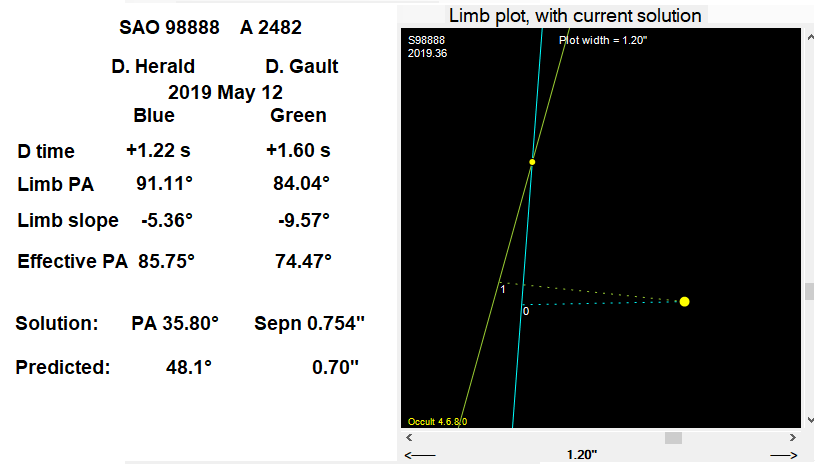 SAO 98888 A 2482
D. Herald D. Gault
2019 May 12
Blue Green
D time +1.22 s +1.60 s
Limb PA 91.11° 84.04°
Limb slope -5.36° -9.57°
Effective PA 85.75° 74.47°
Solution: PA 35.80° Sepn 0.754"
Predicted: 48.1° 0.70"
Limb plot, with current solution
S98888 Plot width = 1.20"
2019.36
1
0
Occult 4.6.8.0
1.20"